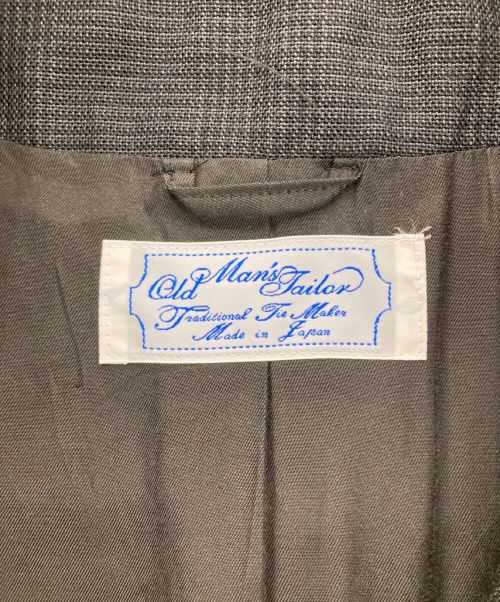 Old Man's Tailor
Traditional Tie Maker
Made in Japan